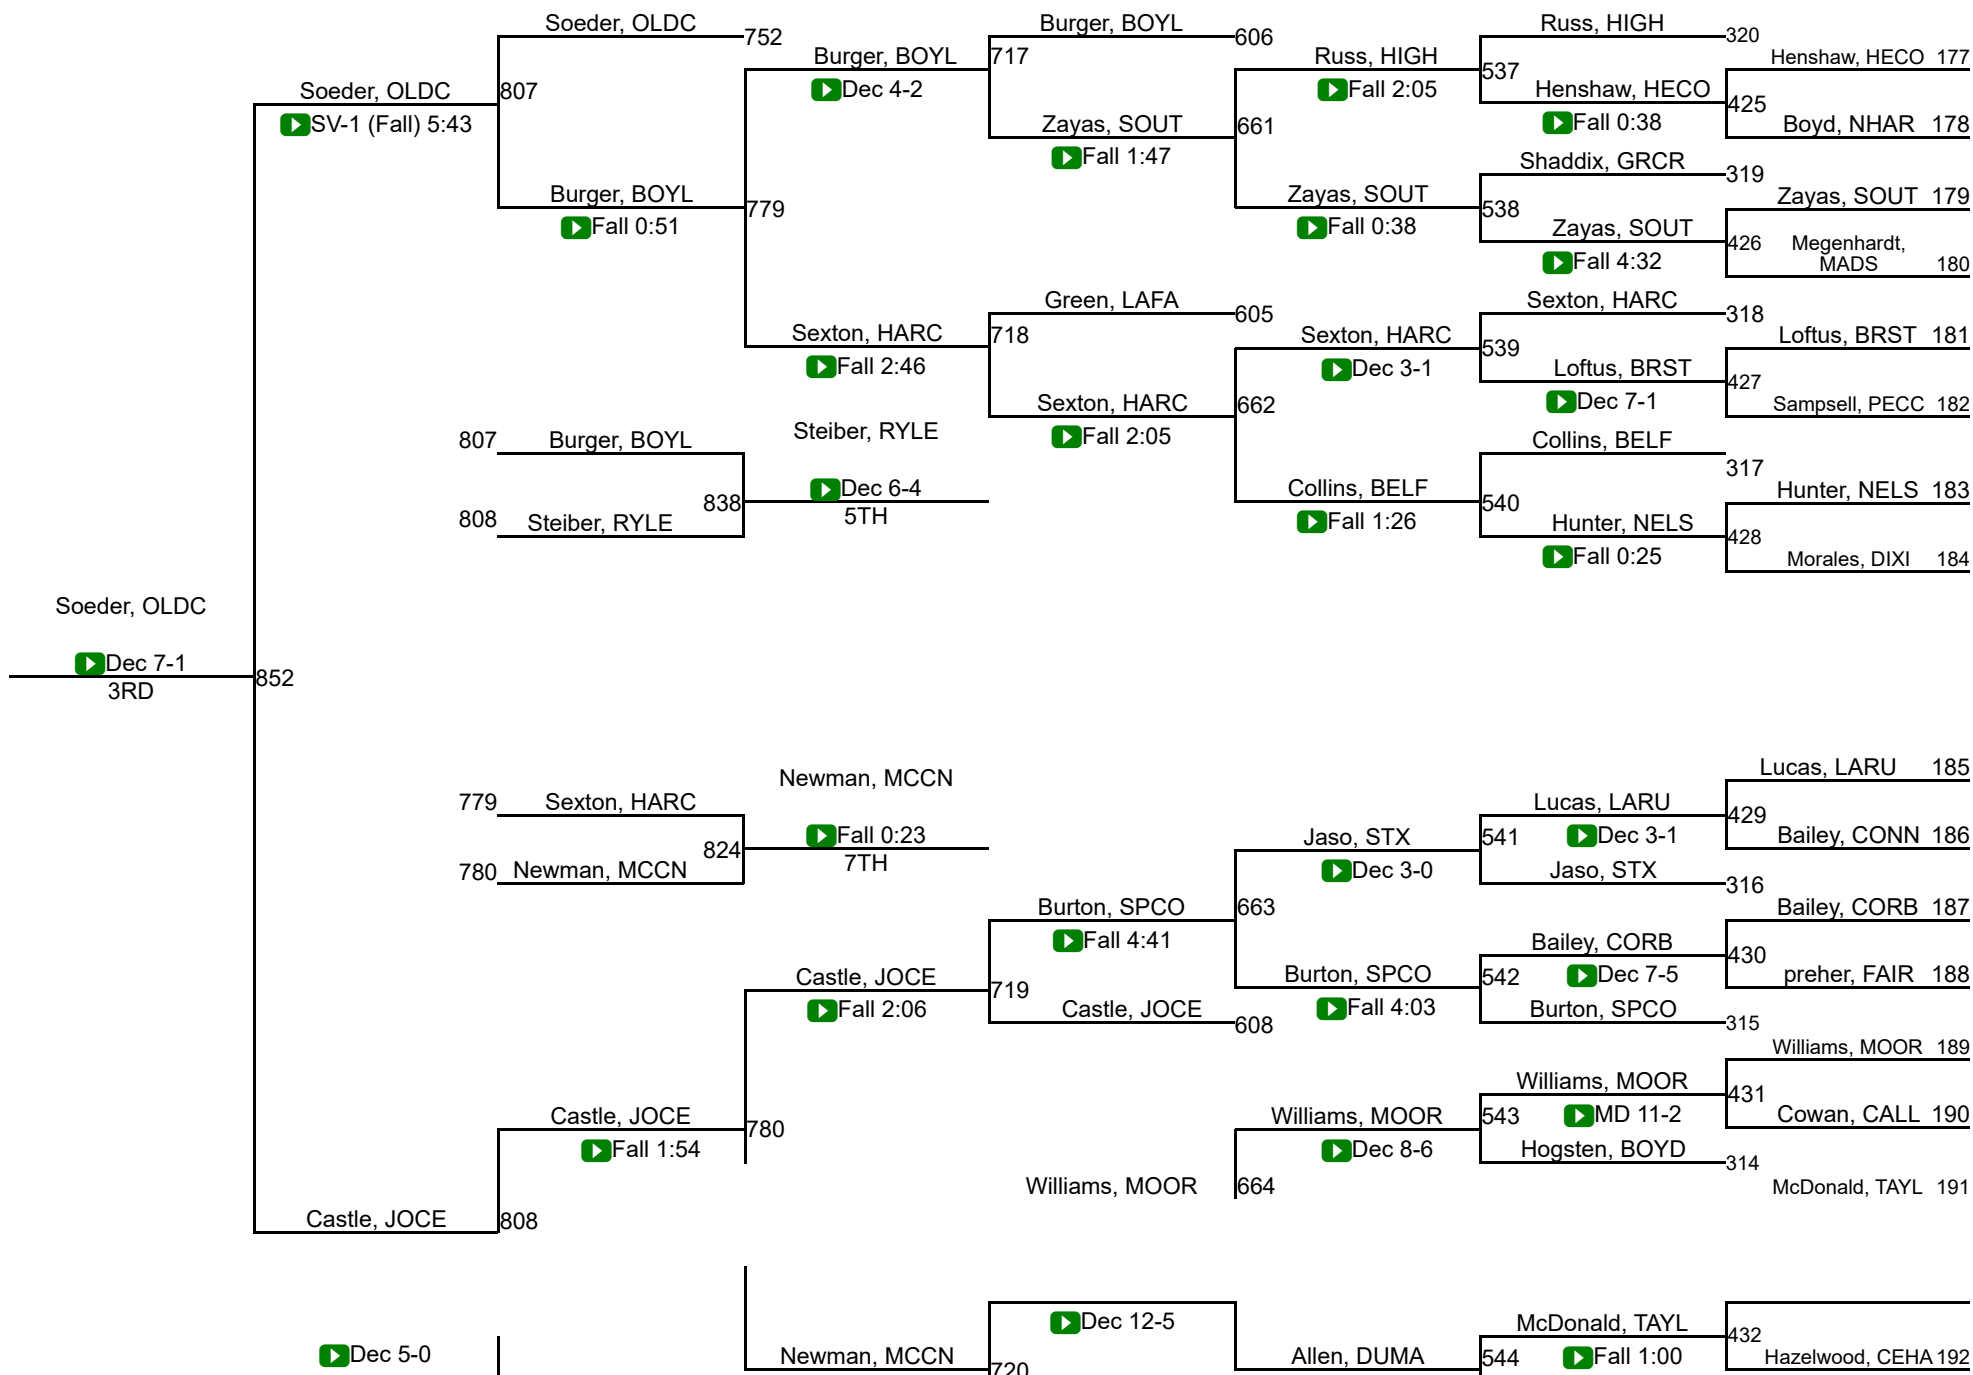 Soeder, OLDC
752
Burger, BOYL
606
Russ, HIGH
320
Burger, BOYL
717
Russ, HIGH
537
Henshaw, HECO 177
Dec 4-2
Fall 2:05
Henshaw, HECO
425
Soeder, OLDC
807
SV-1 (Fall) 5:43
Zayas, SOUT
661
Fall 0:38
Boyd, NHAR 178
Fall 1:47
Shaddix, GRCR
319
Burger, BOYL
779
Zayas, SOUT
538
Zayas, SOUT 179
Fall 0:51
Fall 0:38
Zayas, SOUT
426
Megenhardt,
MADS 180
Fall 4:32
Green, LAFA
605
Sexton, HARC
318
Sexton, HARC
718
Sexton, HARC
539
Loftus, BRST 181
Fall 2:46
Dec 3-1
Loftus, BRST
427
Sexton, HARC
662
Dec 7-1
Sampsell, PECC 182
807 Burger, BOYL
Steiber, RYLE
Fall 2:05
Collins, BELF
317
838
Dec 6-4
Collins, BELF
540
Hunter, NELS 183
808 Steiber, RYLE
5TH
Fall 1:26
Hunter, NELS
428
Fall 0:25
Morales, DIXI 184
Soeder, OLDC
Dec 7-1
852
3RD
Newman, MCCN
Lucas, LARU 185
779 Sexton, HARC
Lucas, LARU
429
824
Fall 0:23
Jaso, STX
541
Dec 3-1
Bailey, CONN 186
780 Newman, MCCN
7TH
Dec 3-0
Jaso, STX
316
Burton, SPCO
663
Bailey, CORB 187
Fall 4:41
Bailey, CORB
430
Castle, JOCE
719
Burton, SPCO
542
Dec 7-5
preher, FAIR 188
Fall 2:06
Castle, JOCE
608
Fall 4:03
Burton, SPCO
315
Williams, MOOR 189
Williams, MOOR
431
Castle, JOCE
780
Williams, MOOR
543
MD 11-2
Cowan, CALL 190
Fall 1:54
Dec 8-6
Hogsten, BOYD
314
Williams, MOOR
664
McDonald, TAYL 191
Castle, JOCE
808
Dec 12-5
McDonald, TAYL
432
Dec 5-0
Newman, MCCN
720
Allen, DUMA
544
Fall 1:00
Hazelwood, CEHA 192